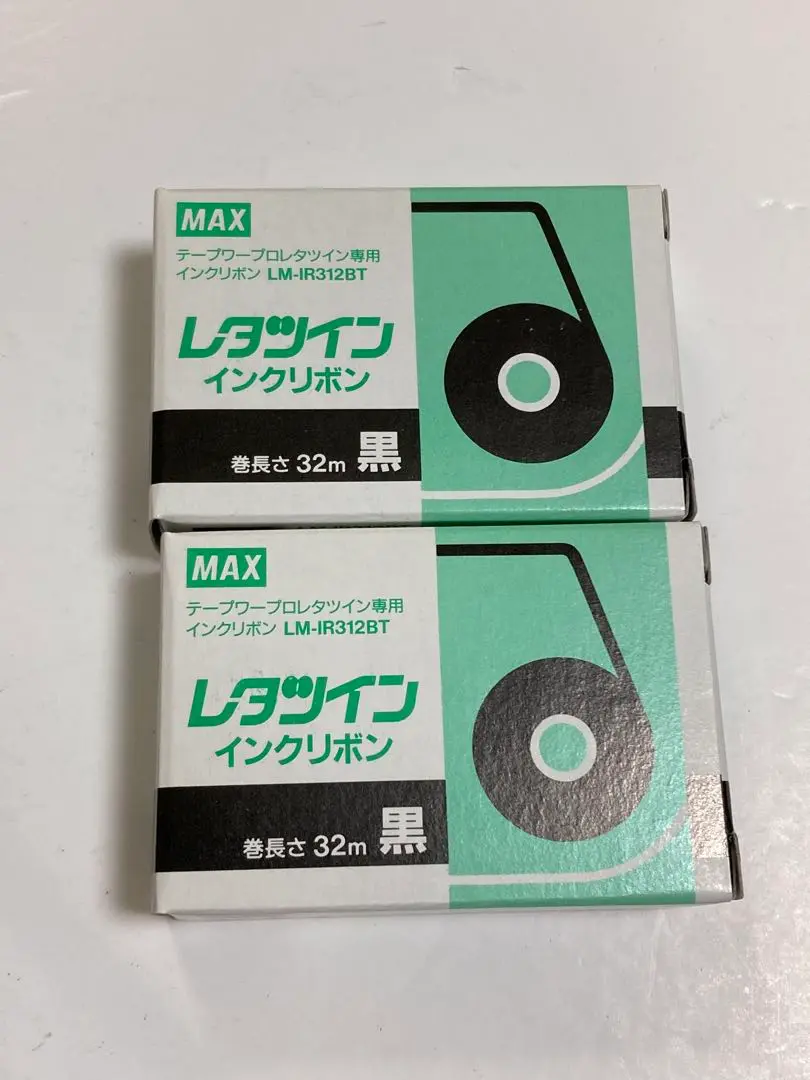 MAX
テープワープロレタツイン専用
インクリボン LM-IR312BT
レタツイン
インクリボン
巻長さ 32m 黒
MAX
テープワープロレタツイン専用
インクリボン LM-IR312BT
レタツイン
インクリボン
巻長さ 32m 黒